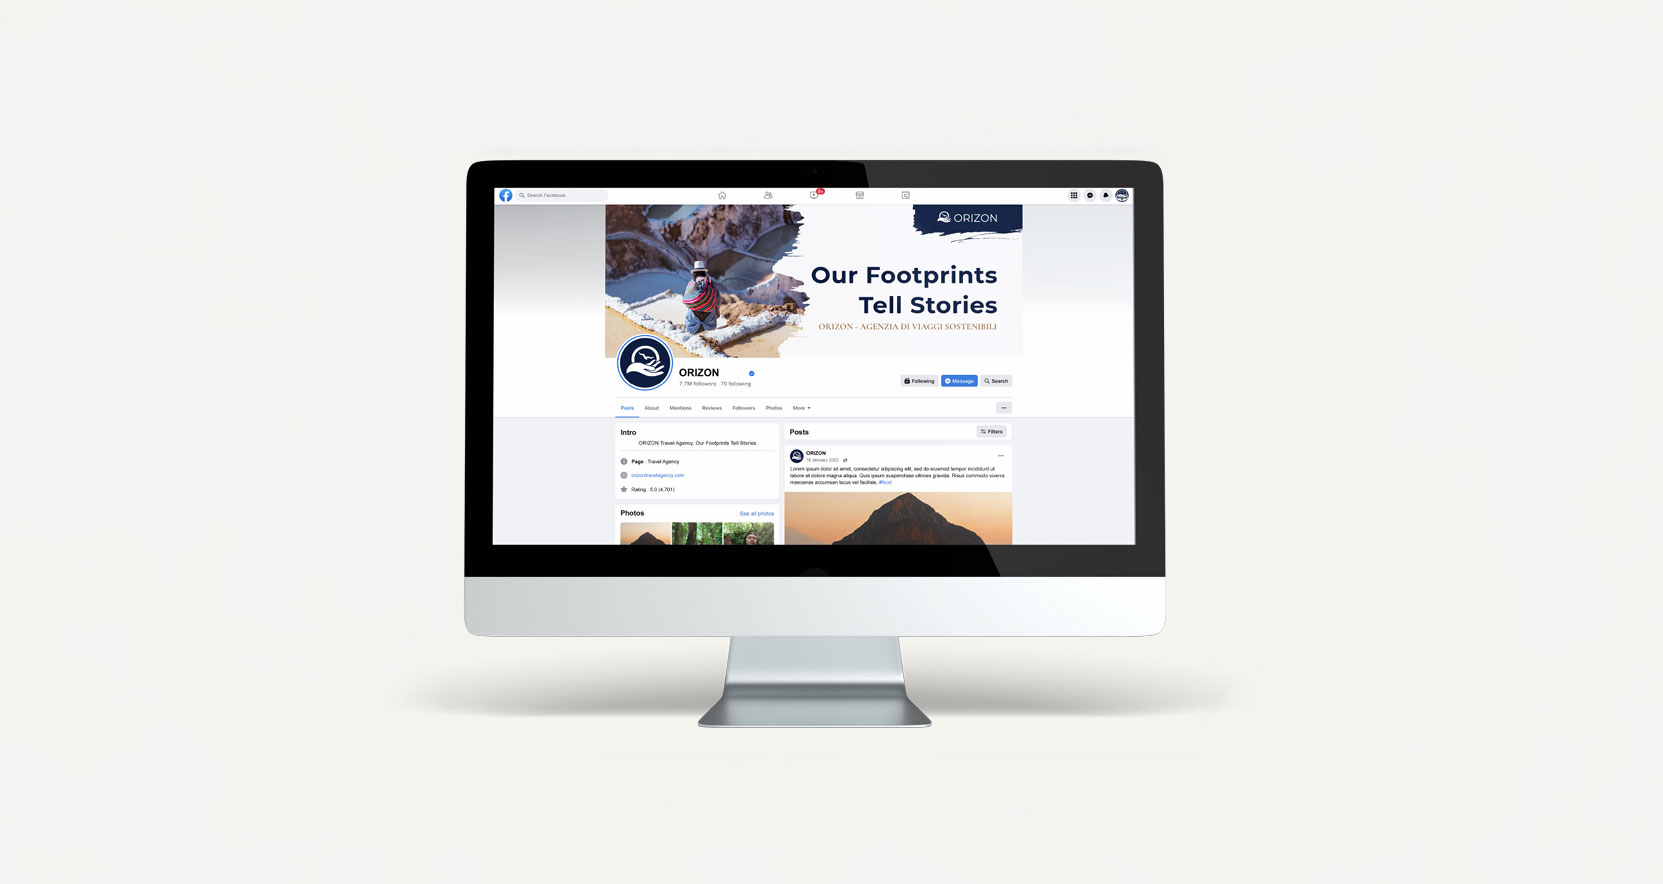 Search Facebook
9+
ORIZON
Our Footprints
Tell Stories
ORIZON - AGENZIA DI VIAGGI SOSTENIBILI
ORIZON
7.7M followers . 70 following
Following
Message
Search
Posts
About
Mentions
Reviews
Followers
Photos
More
Intro
ORIZON Travel Agency. Our Footprints Tell Stories
Page . Travel Agency
orizontravelagency.com
Rating . 5.0 (4,701)
Photos
See all photos
Posts
Filters
ORIZON
16 January 2022
Lorem ipsum dolor sit amet, consectetur adipiscing elit, sed do eiusmod tempor incididunt ut
labore et dolore magna aliqua. Quis ipsum suspendisse ultrices gravida. Risus commodo viverra
maecenas accumsan lacus vel facilisis. #food